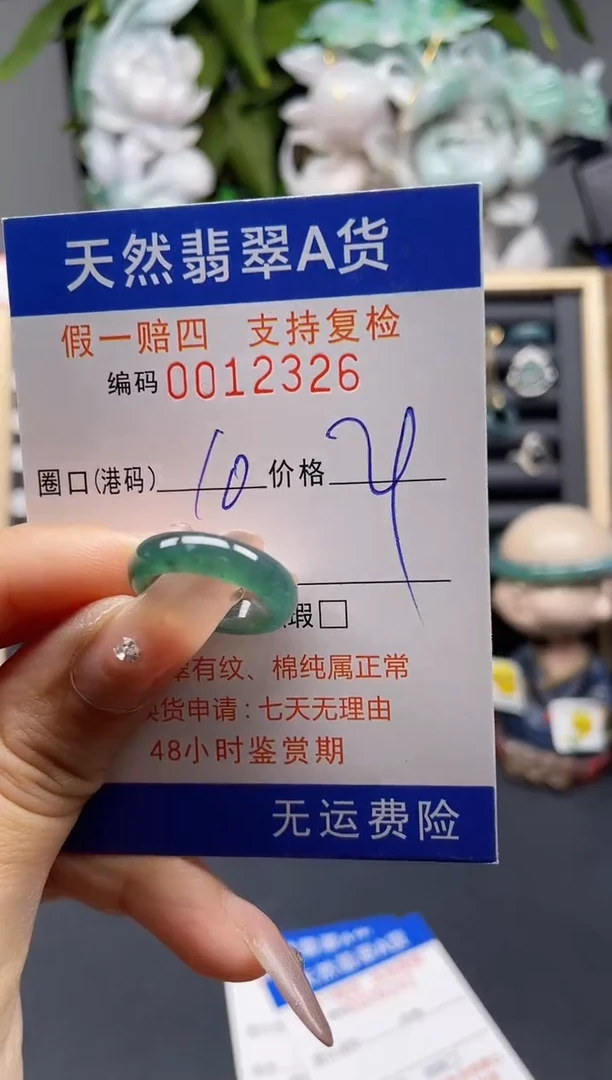 天然翡翠A货
假一赔四 支持复检
编码 0012326
圈口(港码) 10 价格
瑕□
有纹、棉纯属正常
换货申请:七天无理由
48小时鉴赏期
无运费险